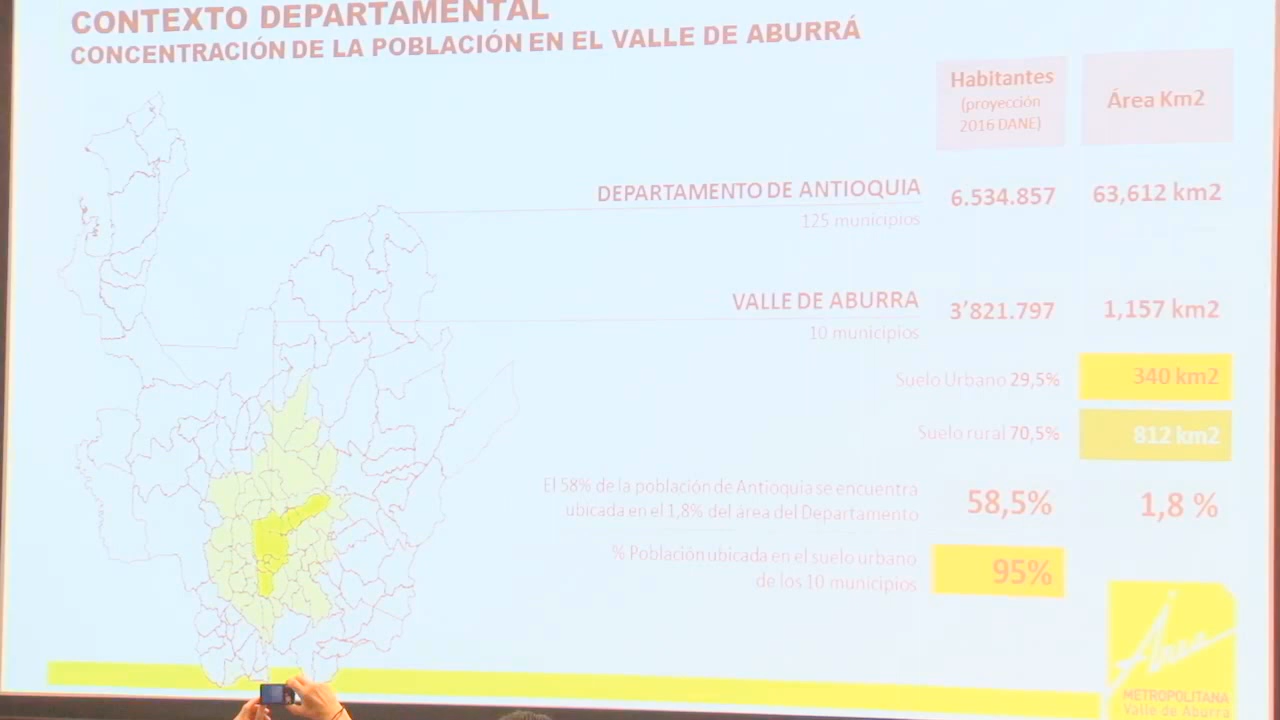 CONTEXTO DEPARTAMENTAL
CONCENTRACIÓN DE LA POBLACIÓN EN EL VALLE DE ABURRÁ
Habitantes
(proyección
2016 DANE)
Área Km2
DEPARTAMENTO DE ANTIOQUIA
125 municipios
6.534.857
63,612 km2
VALLE DE ABURRA
10 municipios
3’821.797
1,157 km2
Suelo Urbano 29,5%
340 km2
Suelo rural 70,5%
812 km2
El 58% de la población de Antioquia se encuentra
ubicada en el 1,8% del área del Departamento
58,5%
1,8 %
% Población ubicada en el suelo urbano
de los 10 municipios
95%
Área
METROPOLITANA
Valle de Aburra